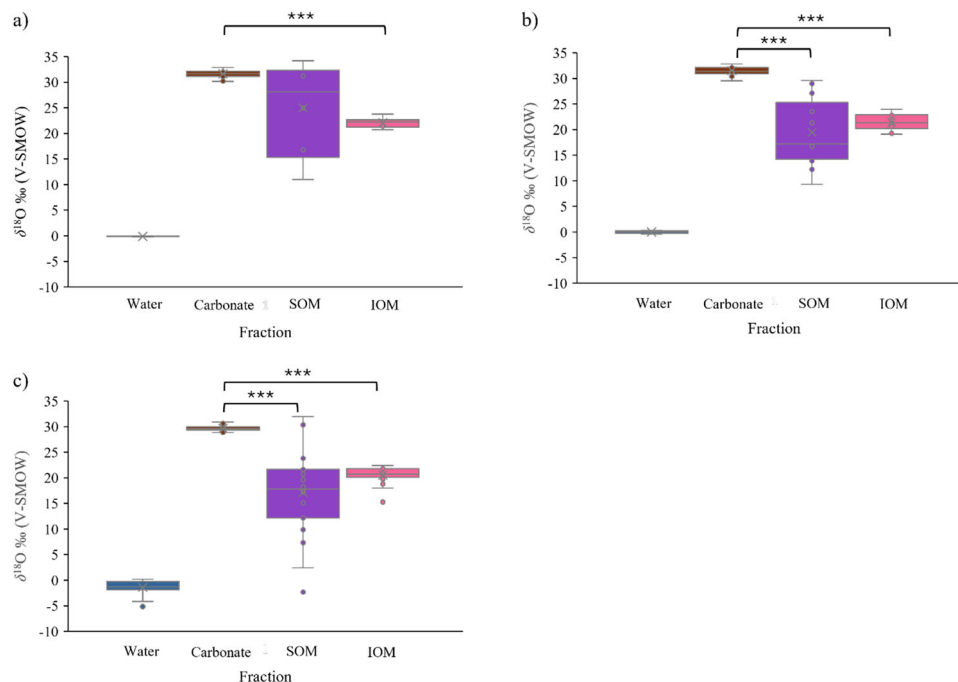 a)
***
35
30
25
20
15
10
5
0
-5
-10
δ¹⁸O ‰ (V-SMOW)
Water Carbonate SOM IOM
Fraction
b)
***
***
35
30
25
20
15
10
5
0
-5
-10
δ¹⁸O ‰ (V-SMOW)
Water Carbonate SOM IOM
Fraction
c)
***
***
35
30
25
20
15
10
5
0
-5
-10
δ¹⁸O ‰ (V-SMOW)
Water Carbonate SOM IOM
Fraction